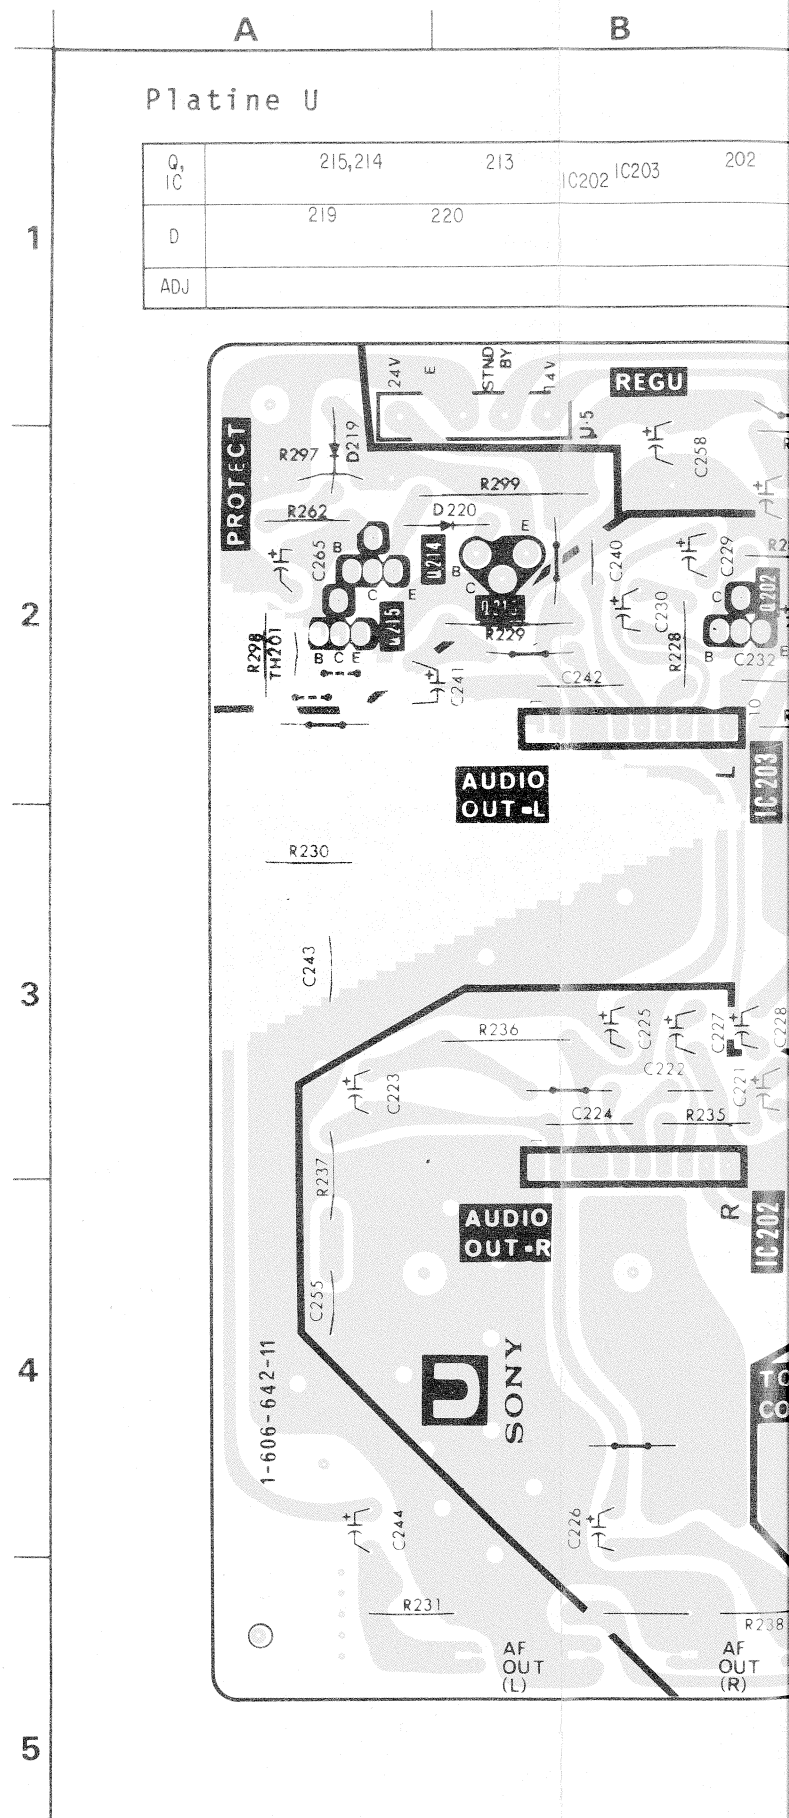 A B
Platine U
Q, IC 215,214 213 IC202 IC203 202
D 219 220
ADJ
1
24V E STND BY 14V
REGU
µ·5
PROTECT
R297 D219
C258
R299
R262 D220
C265 B C E
Q214
E B C
C240 C229
Q202
C230
R229
R298 TH201
B C E
R228
C B E
C232
2
C241
C242
10
L
IC203
AUDIO
OUT-L
R230
C243
3
R236
C225 C227 C228
C223
C222 C221
C224 R235
R237
AUDIO
OUT-R
R
IC202
C255
4
1-606-642-11
U
SONY
C244
C226
R231
R238
AF
OUT
(L)
AF
OUT
(R)
5